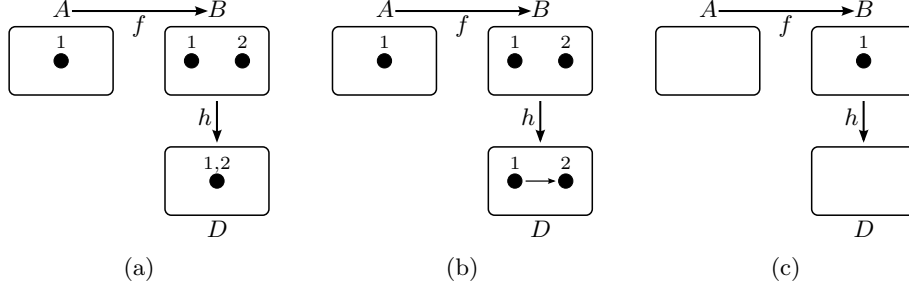 A B A B A B
f f f
1 1 2 1 1 2 1
h h h
1,2 1 2
D D D
(a) (b) (c)